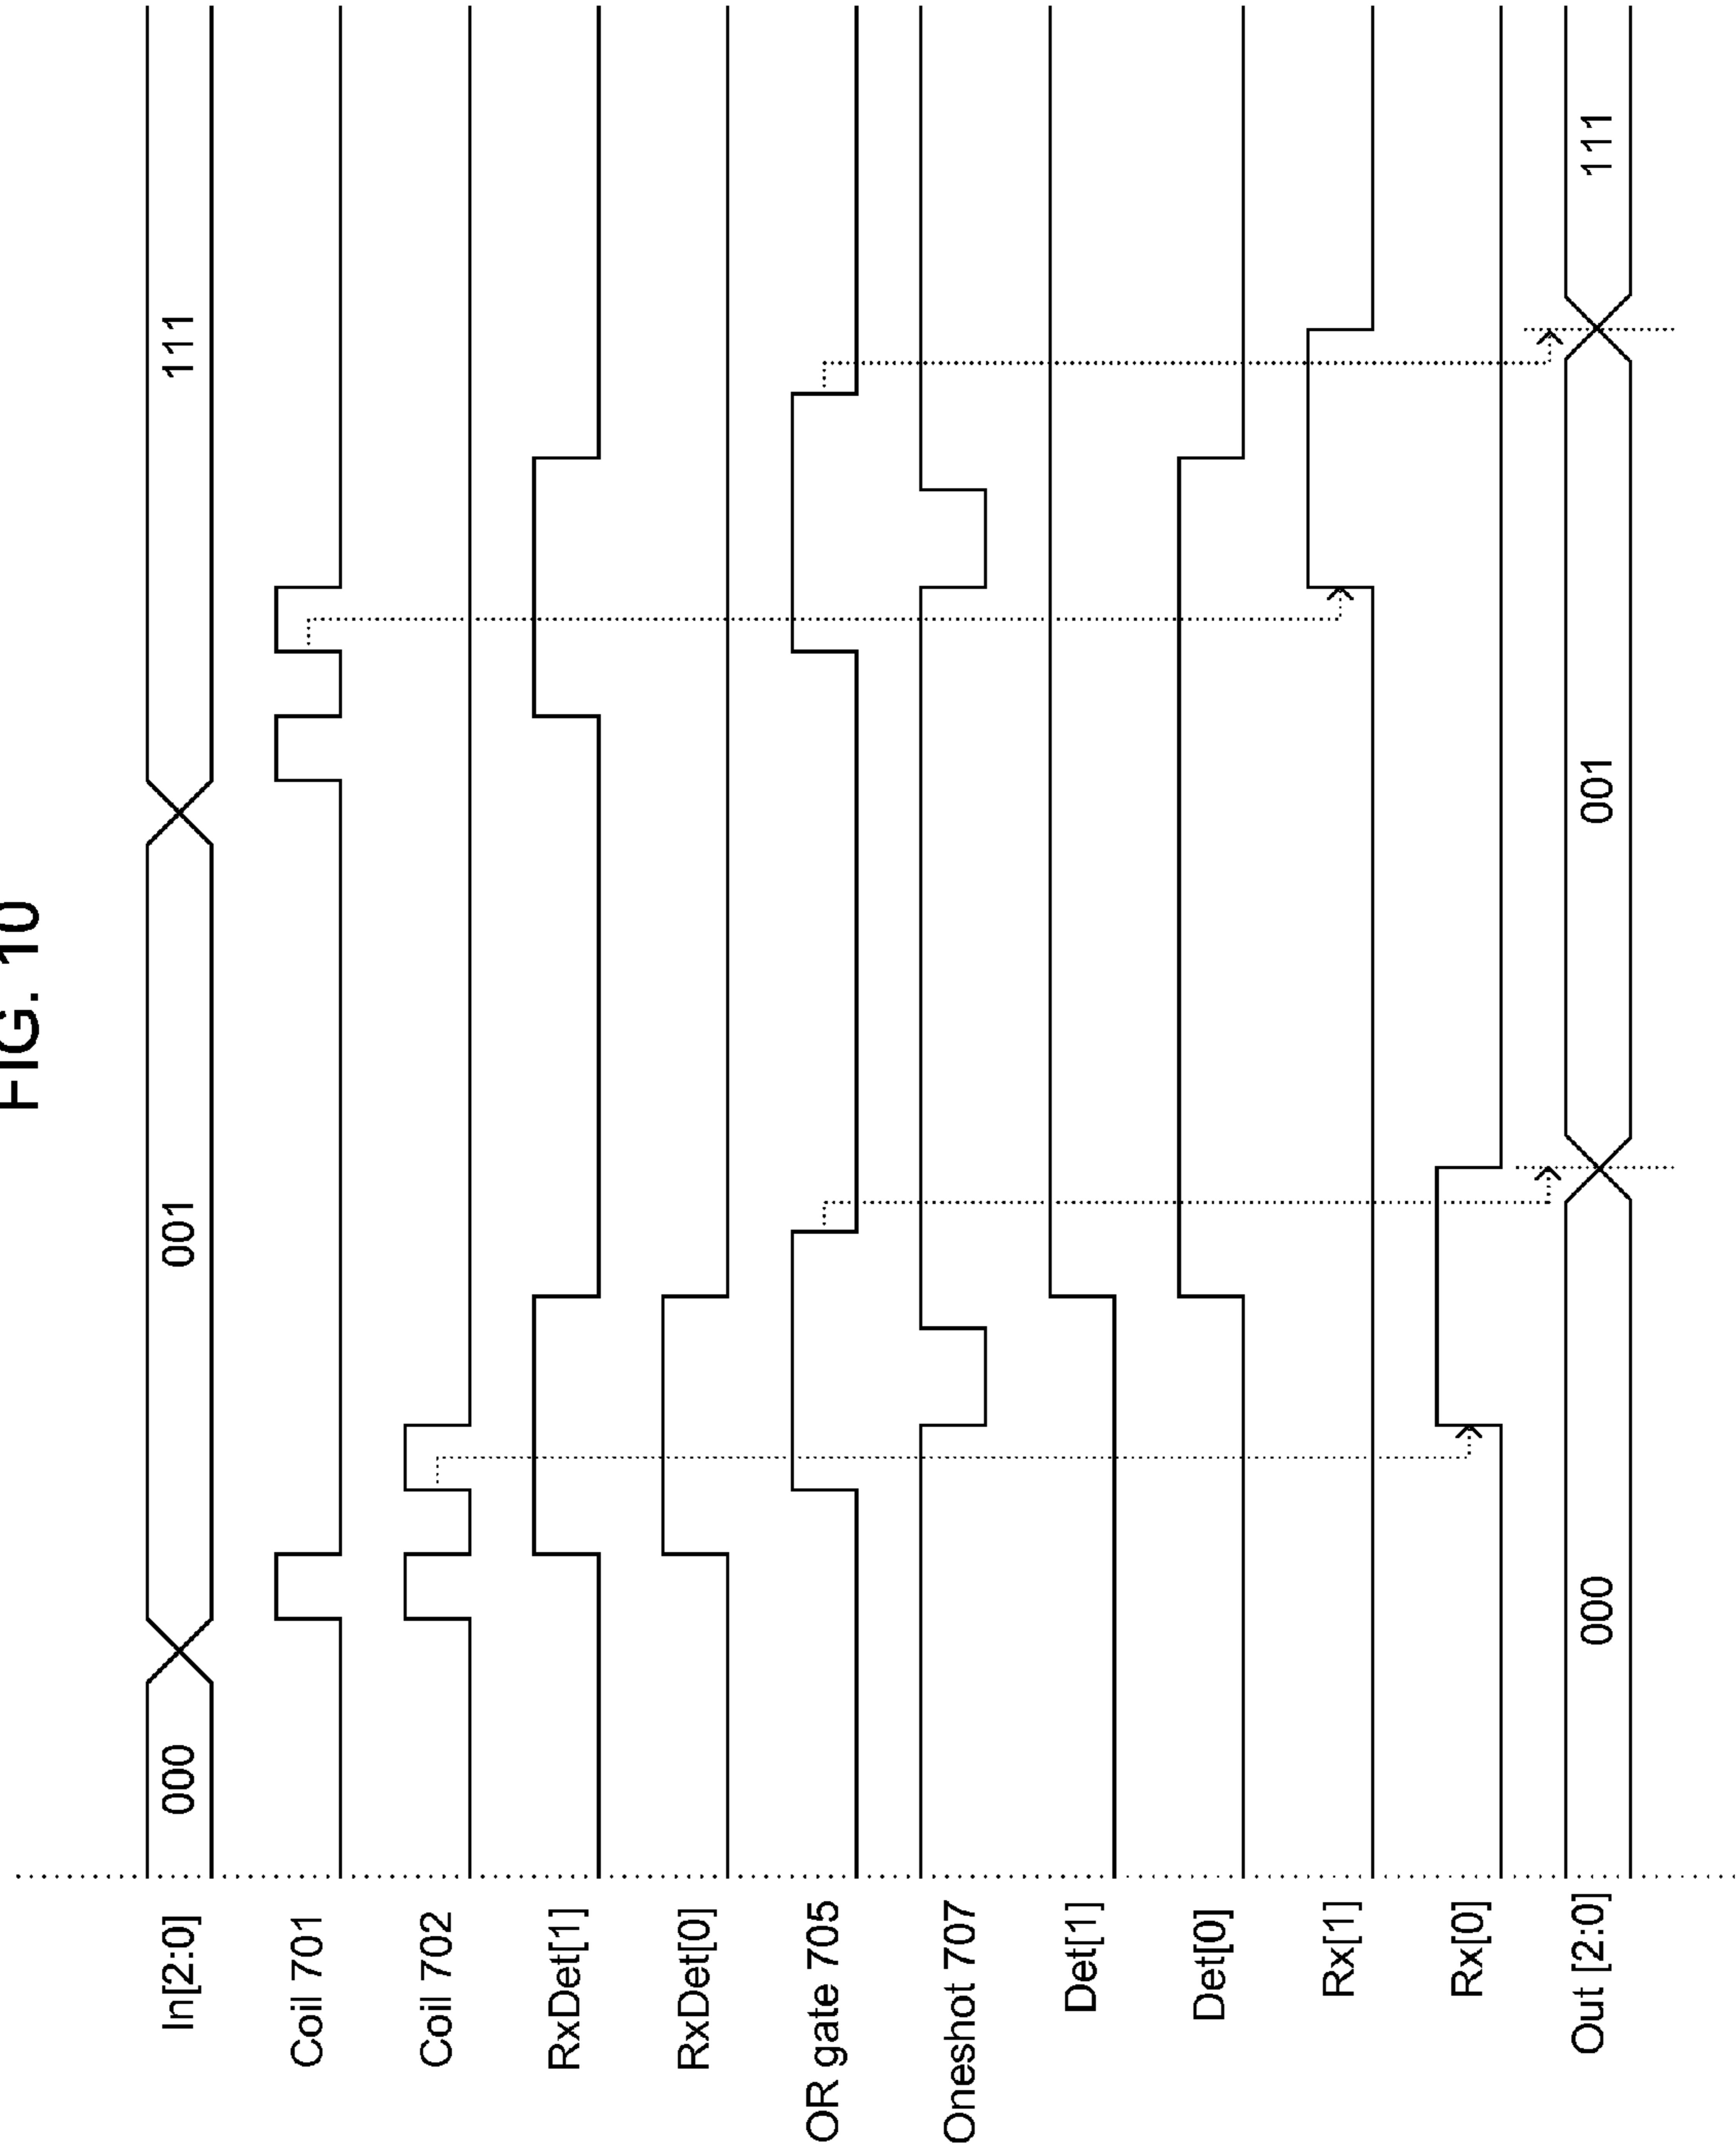 FIG. 10
In[2:0] 000 001 111
Coil 701
Coil 702
RxDet[1]
RxDet[0]
OR gate 705
Oneshot 707
Det[1]
Det[0]
Rx[1]
Rx[0]
Out [2:0] 000 001 111